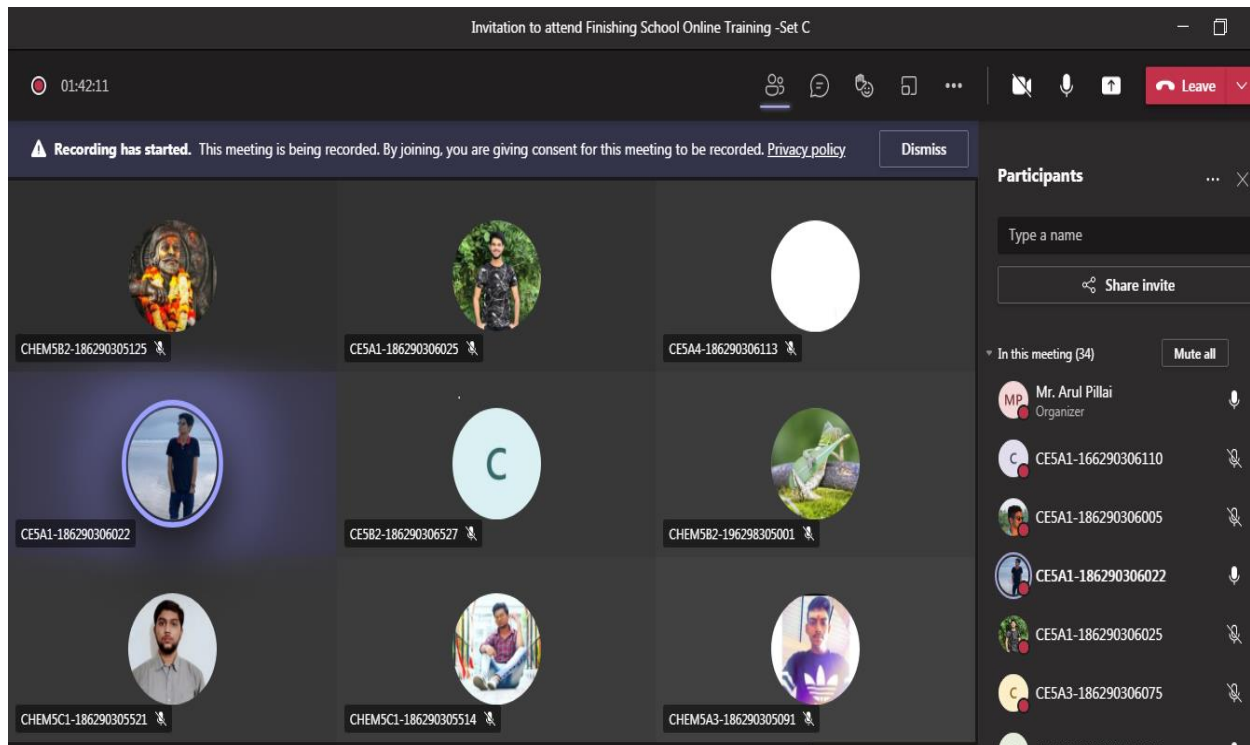 Invitation to attend Finishing School Online Training -Set C
01:42:11
Leave
Recording has started. This meeting is being recorded. By joining, you are giving consent for this meeting to be recorded. Privacy policy
Dismiss
CHEM5B2-186290305125
CE5A1-186290306025
CE5A4-186290306113
CE5A1-186290306022
C
CE5B2-186290306527
CHEM5B2-196298305001
CHEM5C1-186290305521
CHEM5C1-186290305514
CHEM5A3-186290305091
Participants
Type a name
Share invite
In this meeting (34)
Mute all
MP
Mr. Arul Pillai
Organizer
C
CE5A1-166290306110
CE5A1-186290306005
CE5A1-186290306022
CE5A1-186290306025
C
CE5A3-186290306075